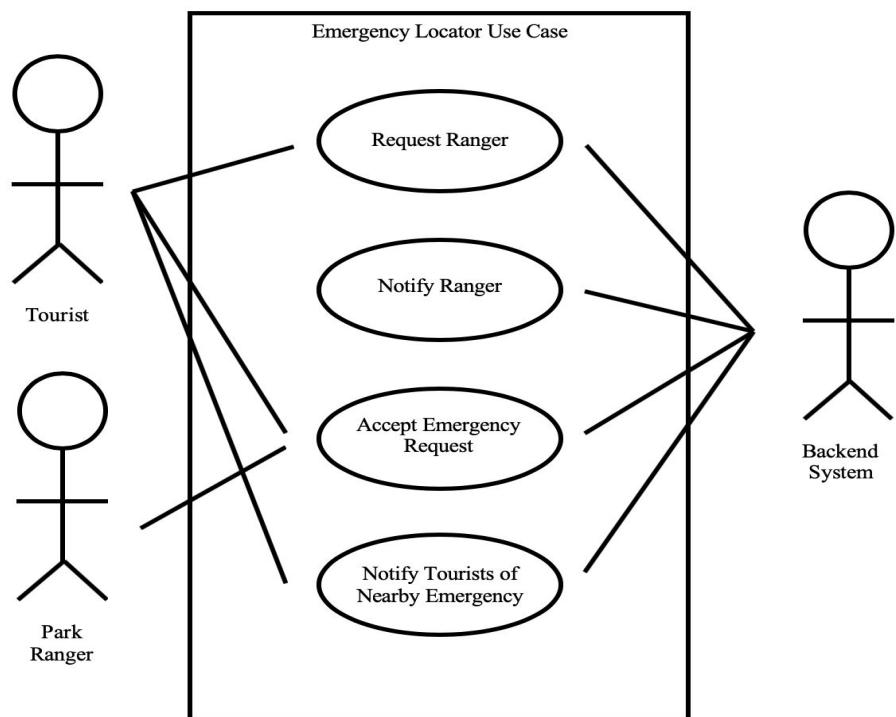 Emergency Locator Use Case
Request Ranger
Notify Ranger
Tourist
Accept Emergency
Request
Backend
System
Notify Tourists of
Nearby Emergency
Park
Ranger